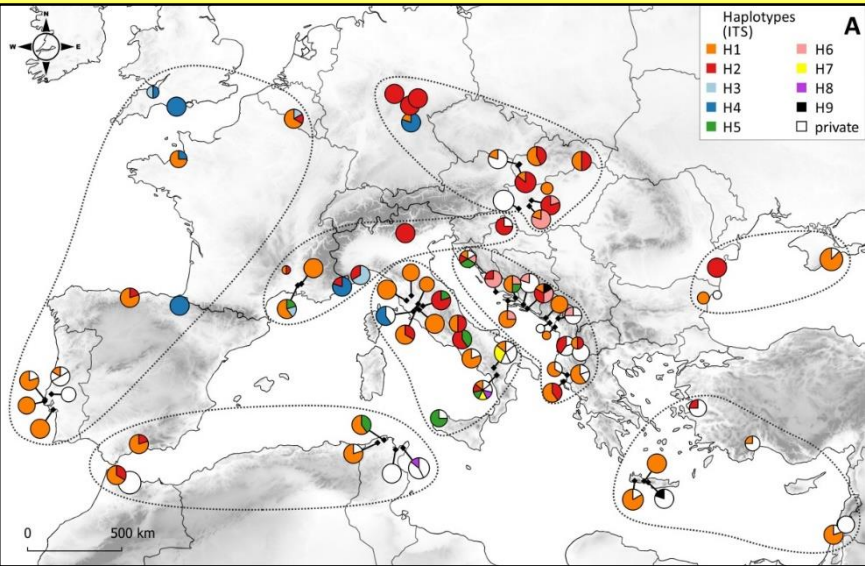 N
W
E
S
Haplotypes
(ITS)
A
H1
H6
H2
H7
H3
H8
H4
H9
H5
private
0
500 km